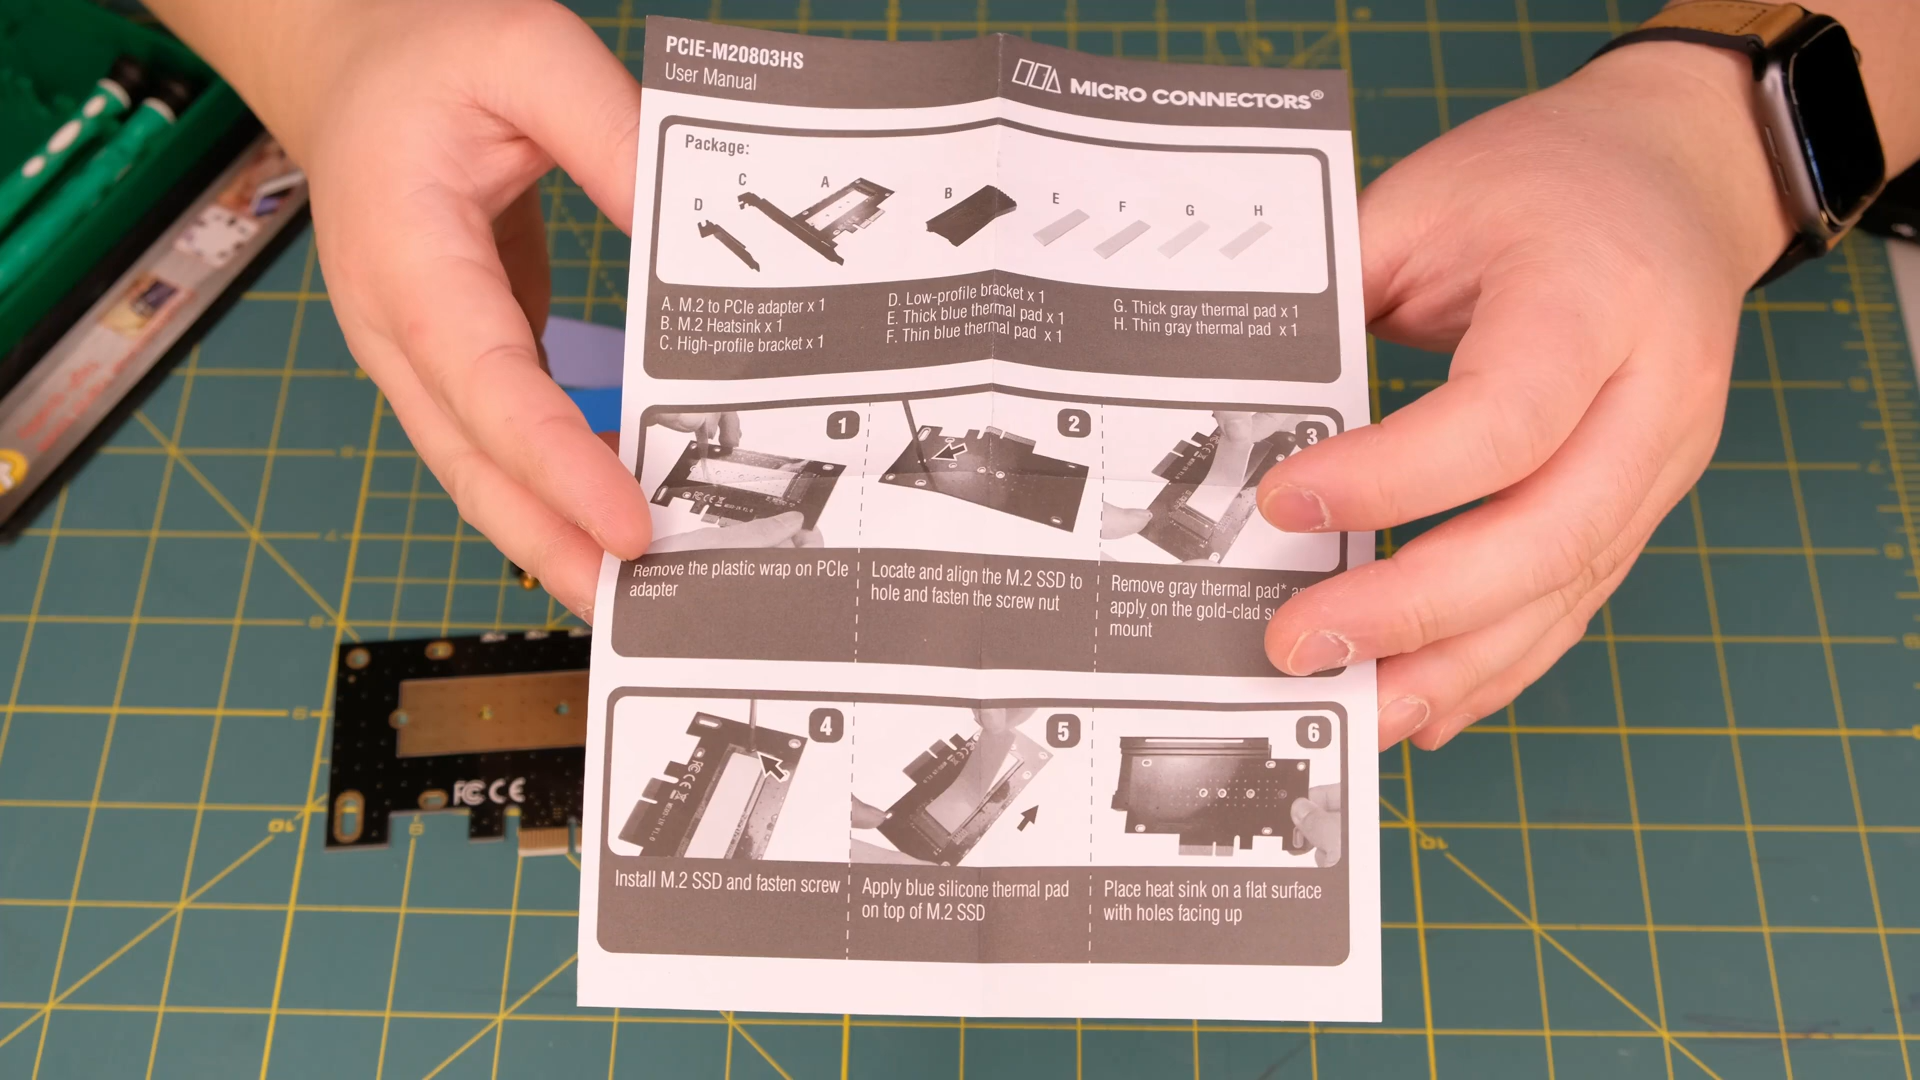 PCIE-M20803HS
User Manual
MICRO CONNECTORS®
Package:
D
C
A
B
E
F
G
H
A. M.2 to PCIe adapter x 1
B. M.2 Heatsink x 1
C. High-profile bracket x 1
D. Low-profile bracket x 1
E. Thick blue thermal pad x 1
F. Thin blue thermal pad x 1
G. Thick gray thermal pad x 1
H. Thin gray thermal pad x 1
1
Remove the plastic wrap on PCIe
adapter
2
Locate and align the M.2 SSD to
hole and fasten the screw nut
3
Remove gray thermal pad*
apply on the gold-clad
mount
4
Install M.2 SSD and fasten screw
5
Apply blue silicone thermal pad
on top of M.2 SSD
6
Place heat sink on a flat surface
with holes facing up
FC CE
10
10